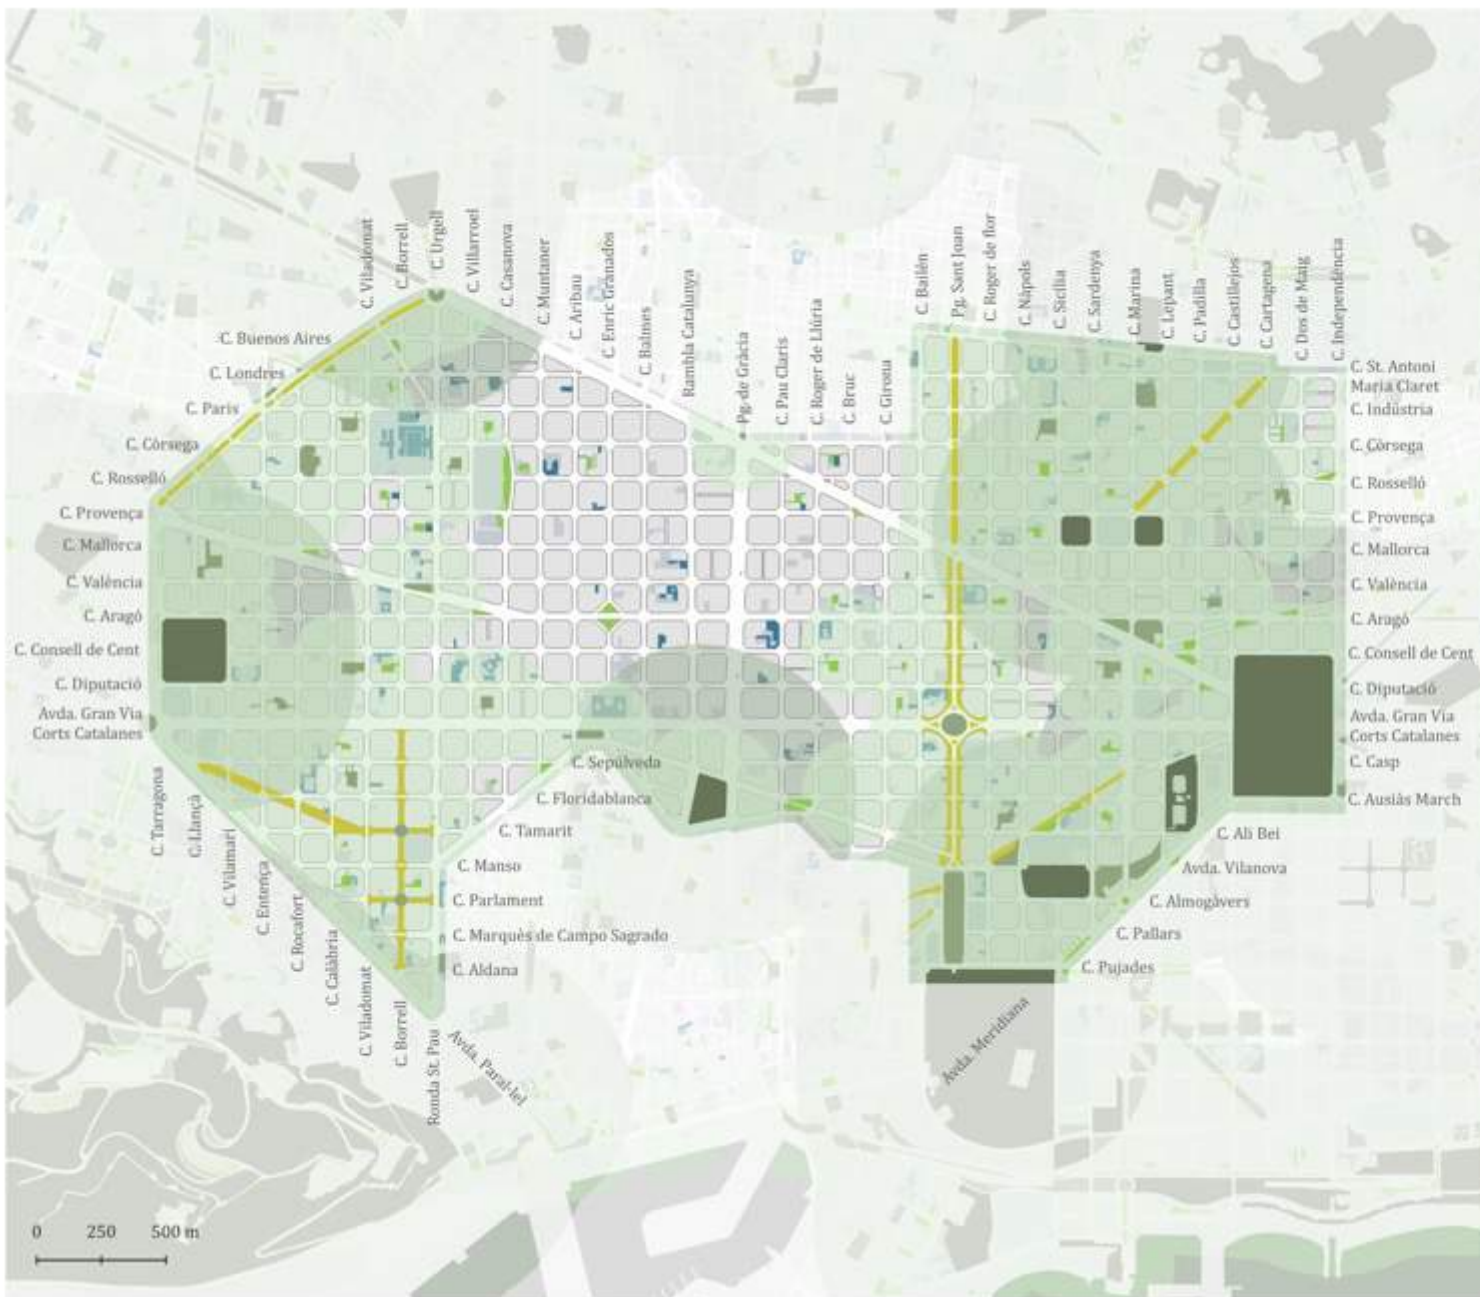 C. Viladomat
C. Borrell
C. Urgell
C. Villarroel
C. Casanova
C. Muntaner
C. Aribau
C. Enric Granados
C. Balmes
Rambla Catalunya
Pg. de Gràcia
C. Pau Claris
C. Roger de Llúria
C. Bruc
C. Girona
C. Bailén
Pg. Sant Joan
C. Roger de flor
C. Nàpols
C. Sicília
C. Sardenya
C. Marina
C. Lepant
C. Padilla
C. Castillejos
C. Cartagena
C. Dos de Maig
C. Independència
C. Buenos Aires
C. Londres
C. Paris
C. Còrsega
C. Rosselló
C. Provença
C. Mallorca
C. València
C. Aragó
C. Consell de Cent
C. Diputació
Avda. Gran Via
Corts Catalanes
C. St. Antoni
Maria Claret
C. Indústria
C. Còrsega
C. Rosselló
C. Provença
C. Mallorca
C. València
C. Aragó
C. Consell de Cent
C. Diputació
Avda. Gran Via
Corts Catalanes
C. Casp
C. Ausiàs March
C. Ali Bei
Avda. Vilanova
C. Almogàvers
C. Pallars
C. Pujades
Avda. Meridiana
C. Sepúlveda
C. Floridablanca
C. Tamarit
C. Manso
C. Parlament
C. Marquès de Campo Sagrado
C. Aldana
C. Tarragona
C. Llançà
C. Vilamarí
C. Entença
C. Rocafort
C. Calàbria
C. Viladomat
C. Borrell
Ronda St. Pau
Avda. Paral·lel
0 250 500 m